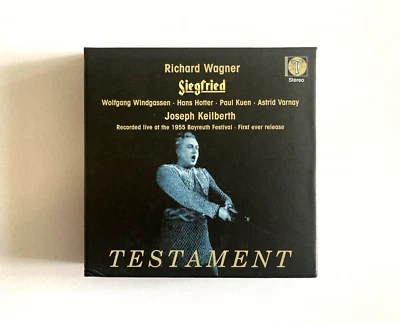 Richard Wagner
Siegfried
Wolfgang Windgassen · Hans Hotter · Paul Kuen · Astrid Varnay
Joseph Keilberth
Recorded live at the 1955 Bayreuth Festival · First ever release
Stereo
TESTAMENT